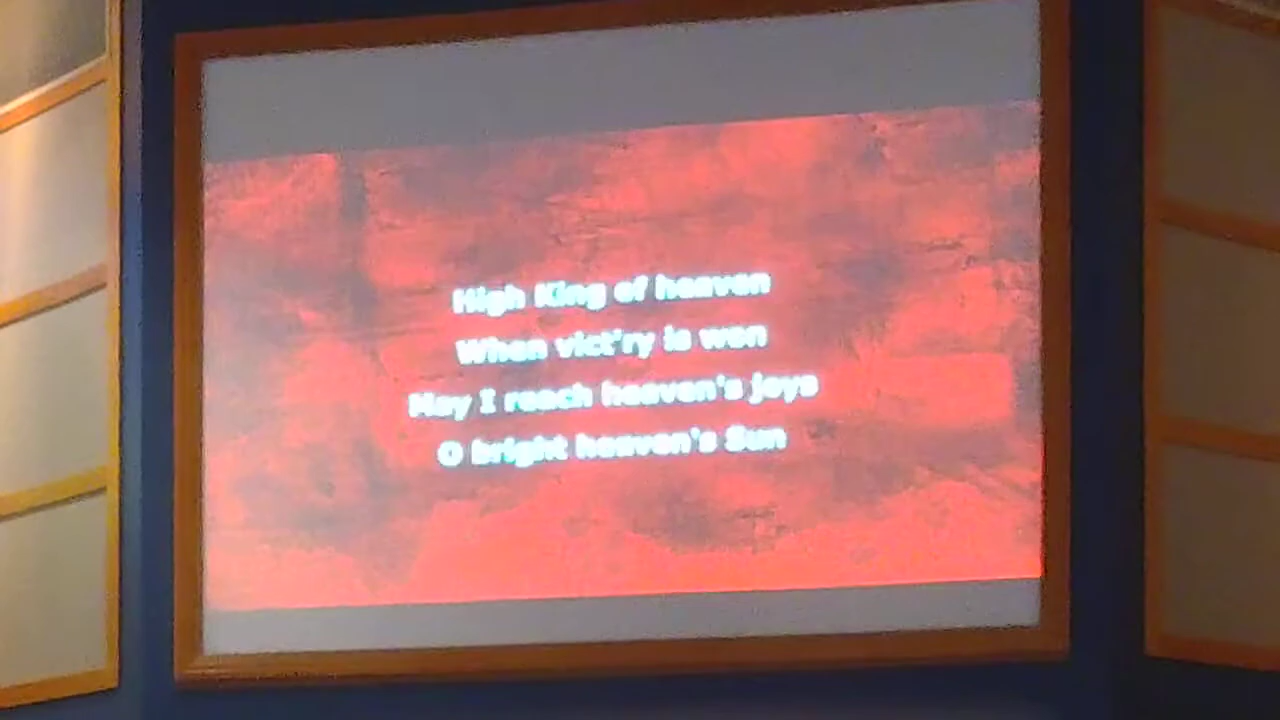 High King of heaven
When vict'ry is won
May I reach heaven's joys
O bright heaven's Sun